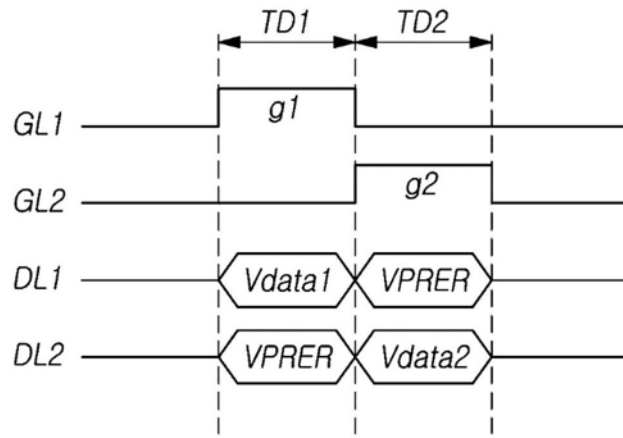 TD1 TD2
GL1 g1
GL2 g2
DL1 Vdata1 VPRER
DL2 VPRER Vdata2